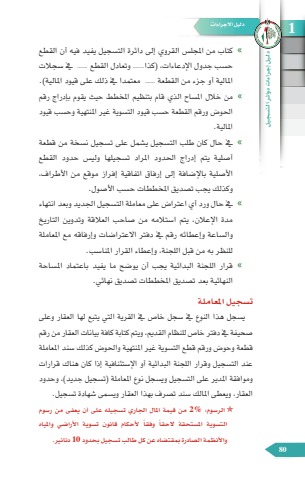 دليل الاجراءات
1
دليل إجراءات دوائر التسجيل
» كتاب من المجلس القروي إلى دائرة التسجيل يفيد فيه أن القطع
حسب جدول الإدعاءات، (كذا...... وتعادل القطع ...... في سجلات
المالية أو جزء من القطعة ...... معتمدا في ذلك على قيود المالية).
» من خلال المساح الذي قام بتنظيم المخطط حيث يقوم بإدراج رقم
الحوض ورقم القطعة حسب قيود التسوية غير المنتهية وحسب قيود
المالية.
» في حال كان طلب التسجيل يشمل على تسجيل نسخة من قطعة
أصلية يتم إدراج الحدود المراد تسجيلها وليس حدود القطع
الأصلية بالإضافة إلى إرفاق اتفاقية إفراز موقع من الأطراف،
وكذلك يجب تصديق المخططات حسب الأصول.
» في حال ورد أي اعتراض على معاملة التسجيل الجديد وبعد انتهاء
مدة الإعلان، يتم استلامه من صاحب العلاقة وتدوين التاريخ
والساعة وإعطائه رقم في دفتر الاعتراضات وإرفاقه مع المعاملة
للنظر به من قبل اللجنة، وإعطاء القرار المناسب.
» قرار اللجنة البدائية يجب أن يوضح ما يفيد باعتماد المساحة
النهائية بعد تصديق المخططات تصديق نهائي.
تسجيل المعاملة
يسجل هذا النوع في سجل خاص في القرية التي يتبع لها العقار وعلى
صحيفة في دفتر خاص للنظام القديم، ويتم كتابة كافة بيانات العقار من رقم
قطعة وحوض ورقم قطع التسوية غير المنتهية والحوض كذلك سند المعاملة
عند التسجيل وقرار اللجنة البدائية أو الإستئنافية إذا كان هناك قرارات
وموافقة المدير على التسجيل ويسجل نوع المعاملة (تسجيل جديد)، وحدود
العقار، ويعطى المالك سند تصرف بهذا العقار ويسمى شهادة تسجيل.
* الرسوم، 2% من قيمة المال الجاري تسجيله على أن يعفى من رسوم
التسوية المستحقة لاحقاً وفقاً لأحكام قانون تسوية الأراضي والمياه
والأنظمة الصادرة بمقتضاه عن كل طالب تسجيل بحدود 10 دنانير.
80